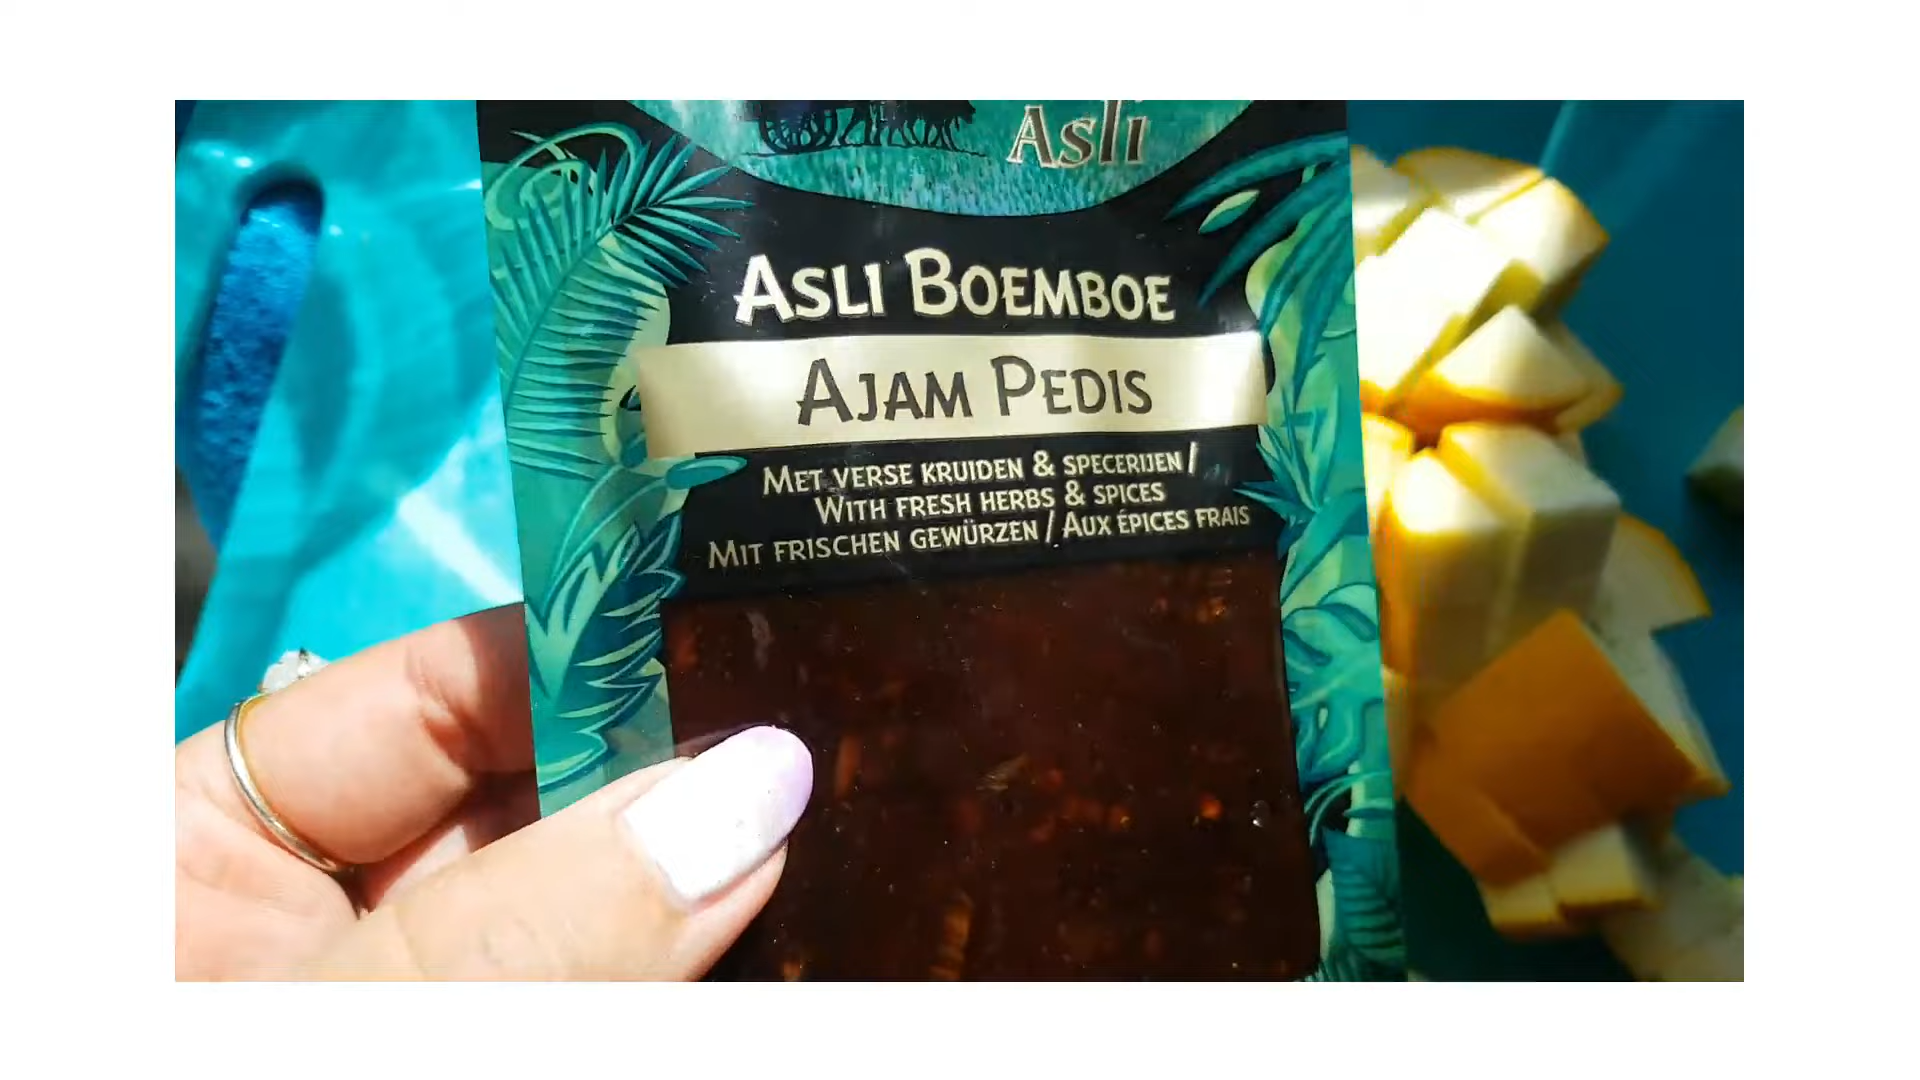 Asli
ASLI BOEMBOE
AJAM PEDIS
MET VERSE KRUIDEN & SPECERIJEN /
WITH FRESH HERBS & SPICES
MIT FRISCHEN GEWÜRZEN / AUX ÉPICES FRAIS